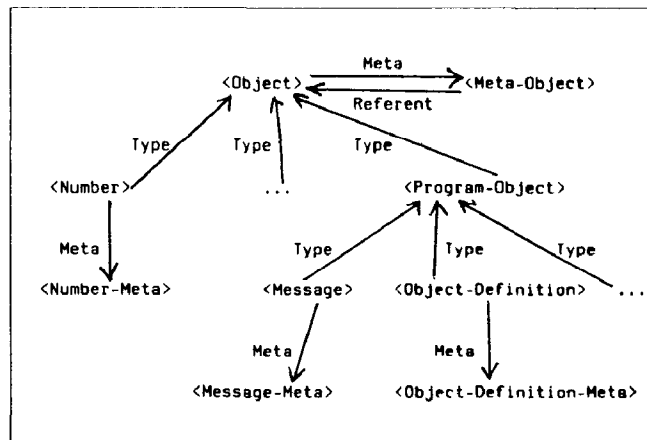 Meta
<Object> <Meta-Object>
Referent
Type Type Type
<Number> ... <Program-Object>
Meta Type Type Type
<Number-Meta> <Message> <Object-Definition> ...
Meta Meta
<Message-Meta> <Object-Definition-Meta>